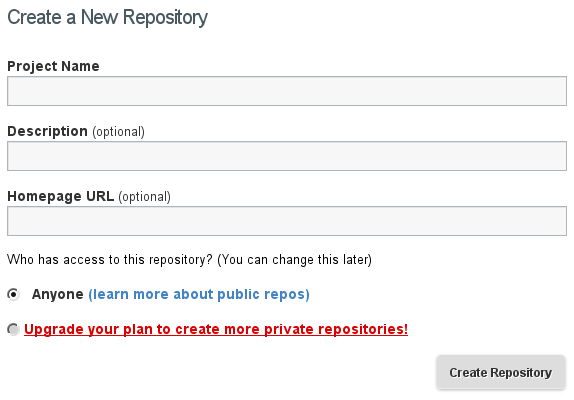 Create a New Repository
Project Name
Description (optional)
Homepage URL (optional)
Who has access to this repository? (You can change this later)
Anyone (learn more about public repos)
Upgrade your plan to create more private repositories!
Create Repository